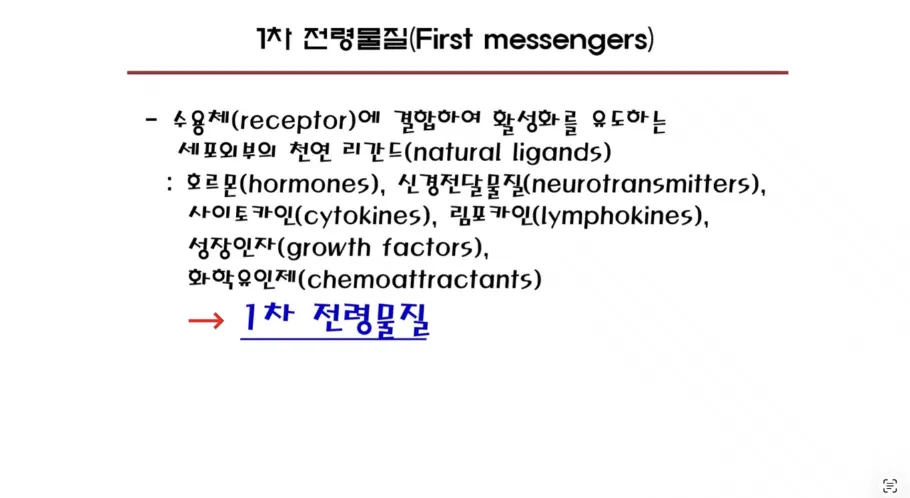 1차 전령물질(First messengers)
- 수용체(receptor)에 결합하여 활성화를 유도하는
세포외부의 천연 리간드(natural ligands)
: 호르몬(hormones), 신경전달물질(neurotransmitters),
사이토카인(cytokines), 림포카인(lymphokines),
성장인자(growth factors),
화학유인제(chemoattractants)
→ 1차 전령물질